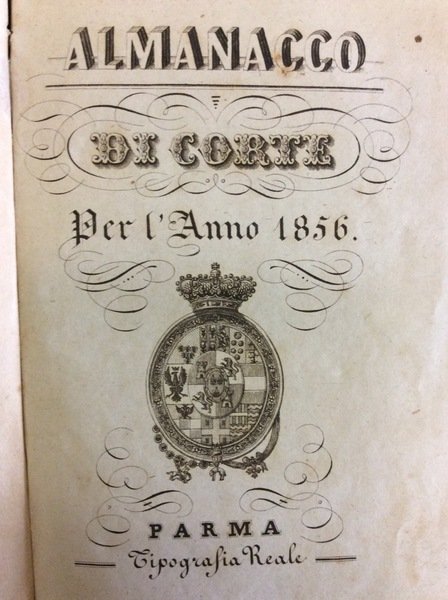 ALMANACCO
DI CORTE
Per l'Anno 1856.
PARMA
Tipografia Reale